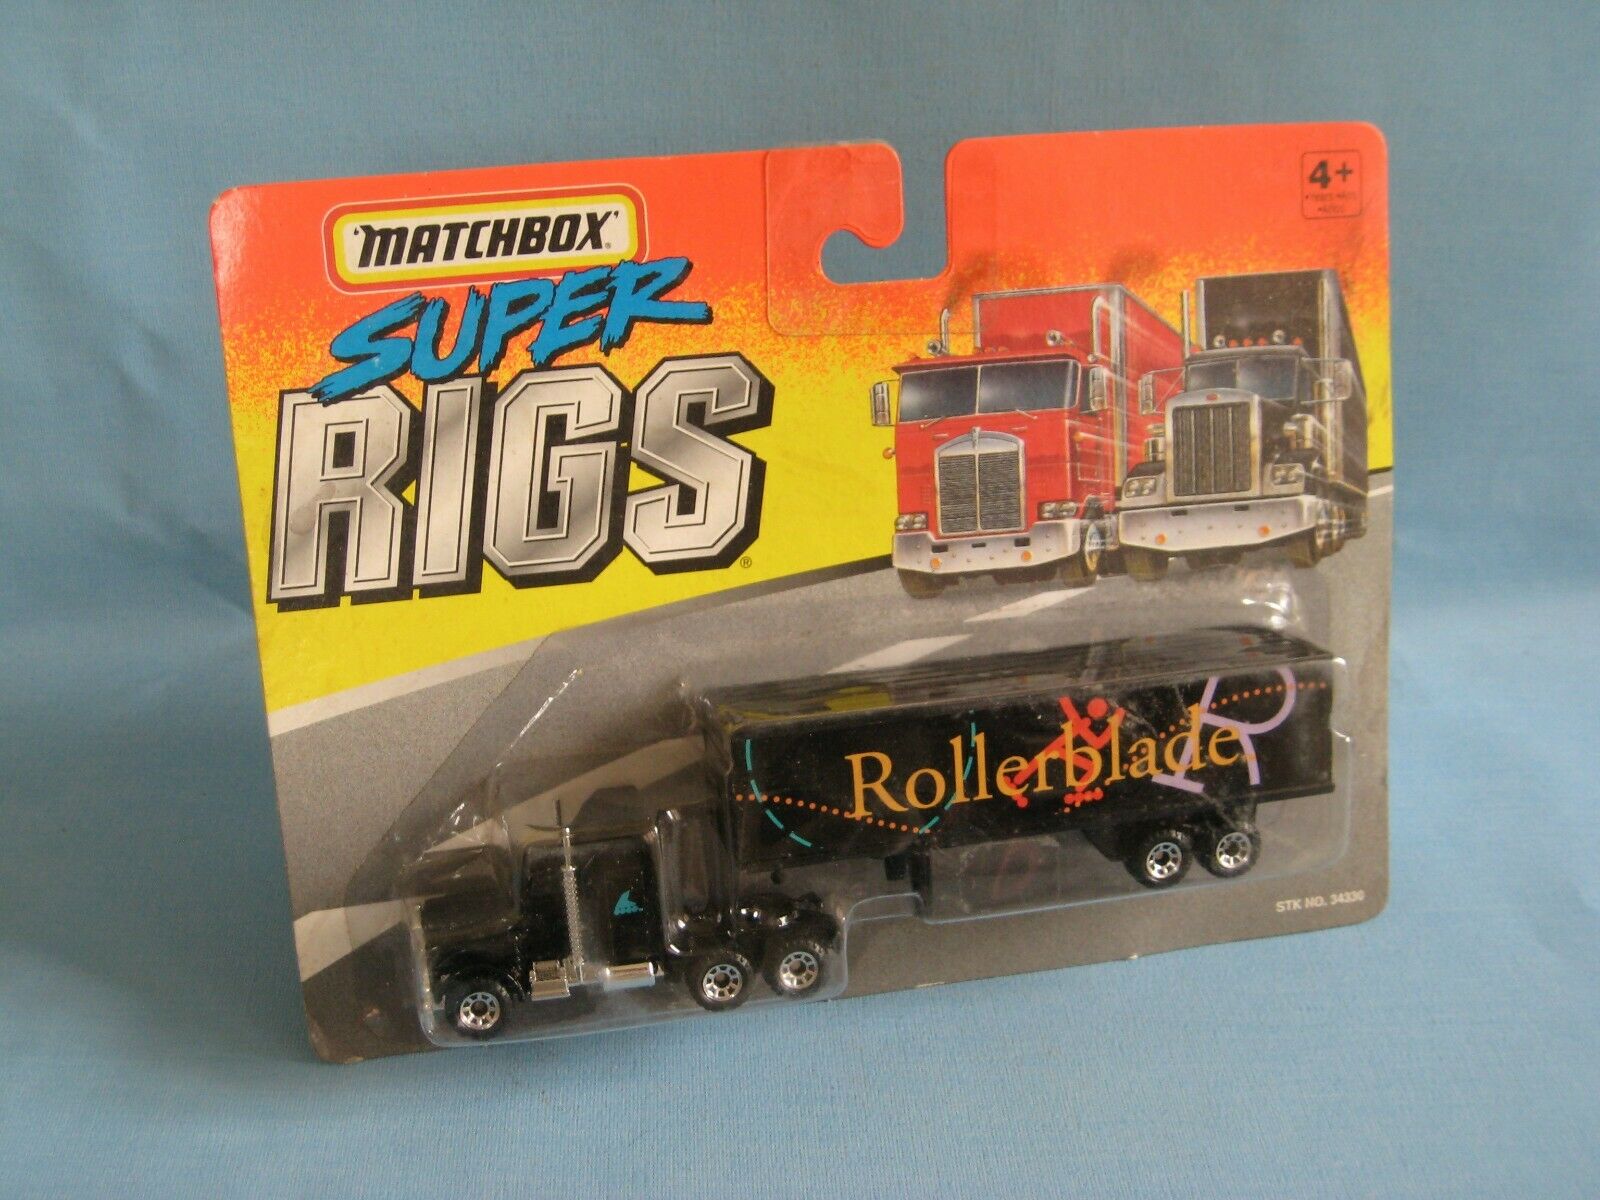 'MATCHBOX'®
SUPER
RIGS®
4+
Rollerblade
R
STK NO. 34330